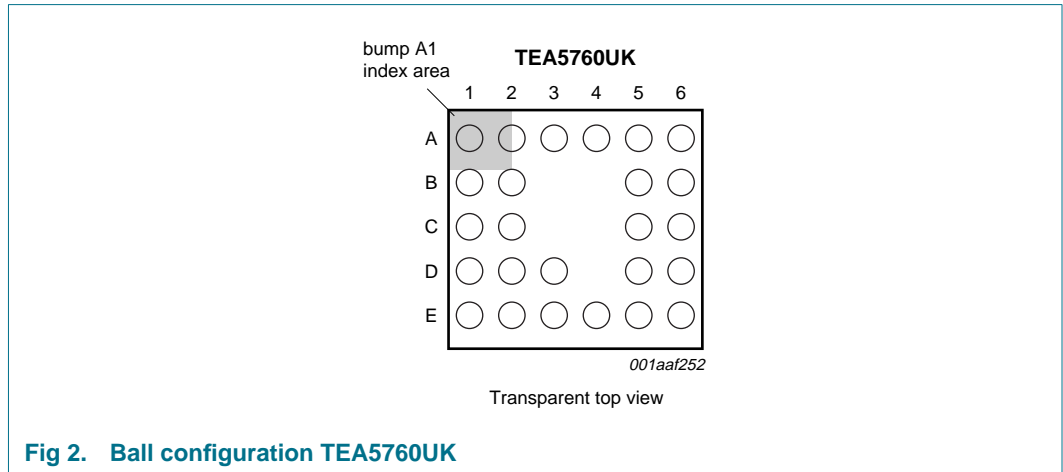 bump A1
index area
TEA5760UK
1 2 3 4 5 6
A
B
C
D
E
001aaf252
Transparent top view
Fig 2. Ball configuration TEA5760UK